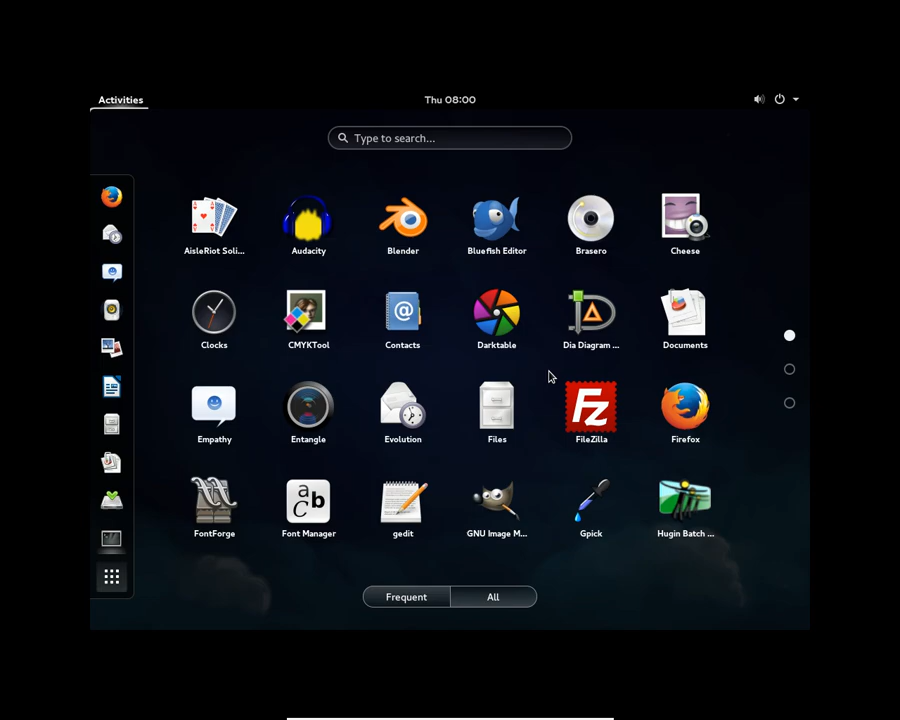 Activities
Thu 08:00
Type to search...
AisleRiot Soli...
Audacity
Blender
Bluefish Editor
Brasero
Cheese
Clocks
CMYKTool
Contacts
Darktable
Dia Diagram ...
Documents
Empathy
Entangle
Evolution
Files
FileZilla
Firefox
FontForge
Font Manager
gedit
GNU Image M...
Gpick
Hugin Batch ...
Frequent
All